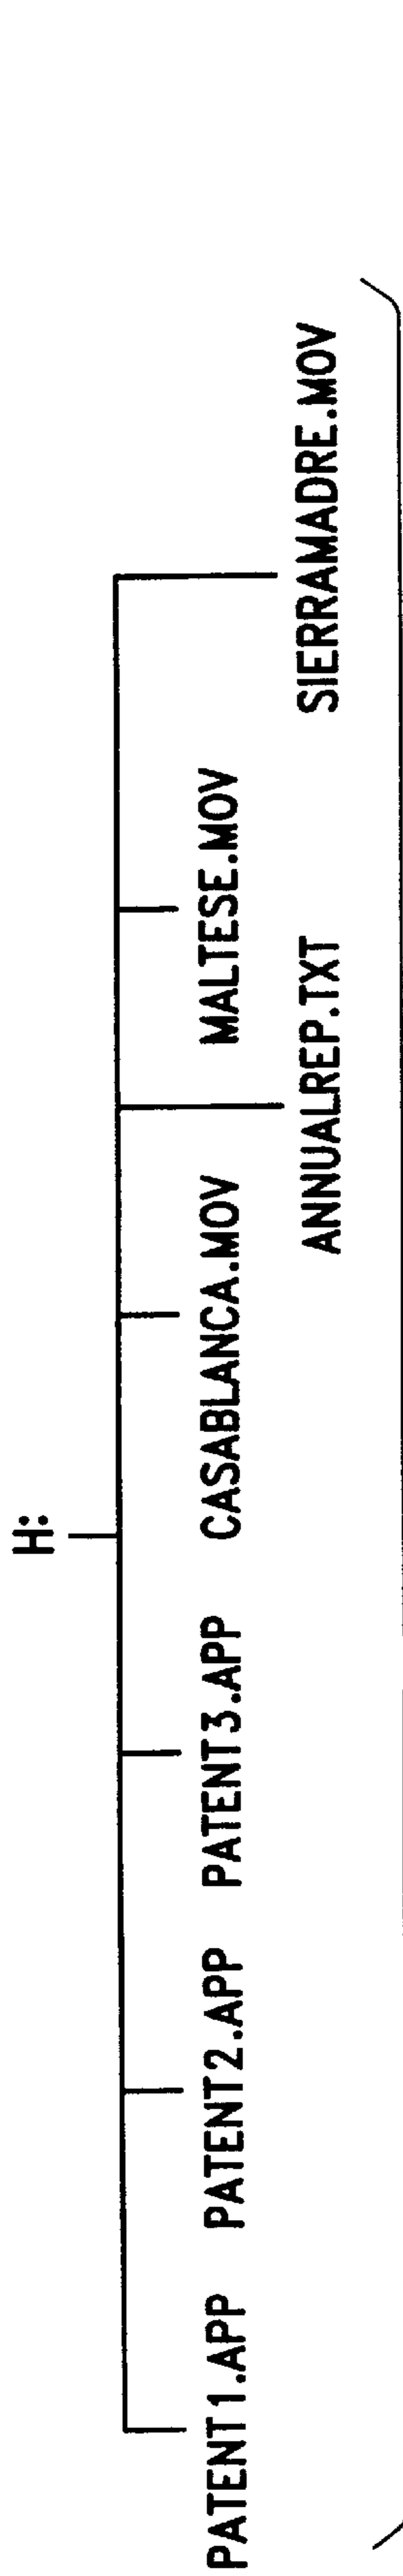 H:
PATENT1.APP PATENT2.APP PATENT3.APP CASABLANCA.MOV MALTESE.MOV
ANNUALREP.TXT SIERRAMADRE.MOV